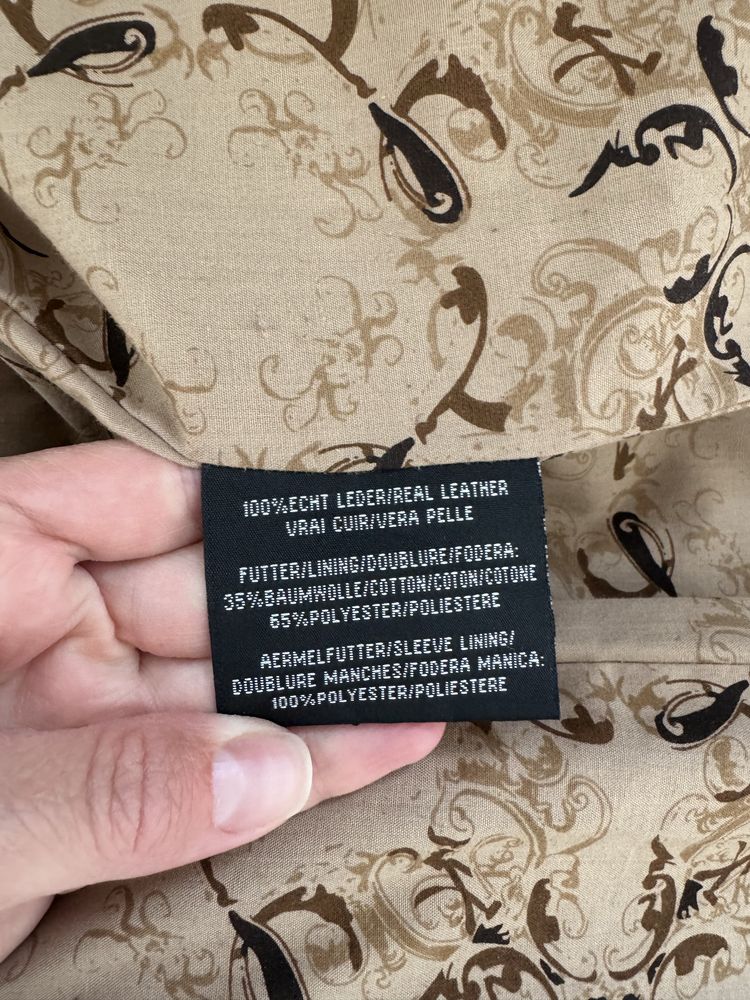 100%ECHT LEDER/REAL LEATHER
VRAI CUIR/VERA PELLE
FUTTER/LINING/DOUBLURE/FODERA:
35%BAUMWOLLE/COTTON/COTON/COTONE
65%POLYESTER/POLIESTERE
AERMELFUTTER/SLEEVE LINING/
DOUBLURE MANCHES/FODERA MANICA:
100%POLYESTER/POLIESTERE